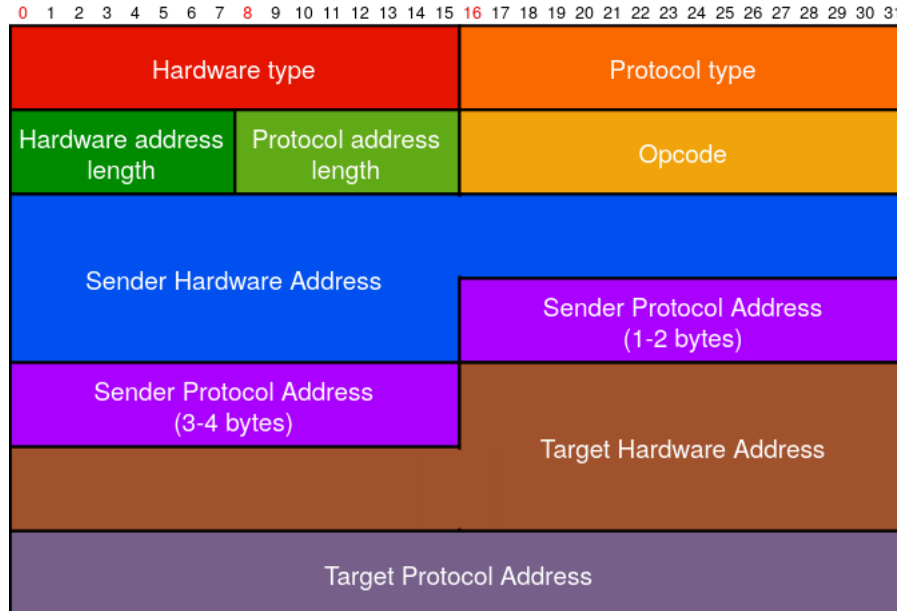 0 1 2 3 4 5 6 7 8 9 10 11 12 13 14 15 16 17 18 19 20 21 22 23 24 25 26 27 28 29 30 31
Hardware type
Protocol type
Hardware address
length
Protocol address
length
Opcode
Sender Hardware Address
Sender Protocol Address
(1-2 bytes)
Sender Protocol Address
(3-4 bytes)
Target Hardware Address
Target Protocol Address